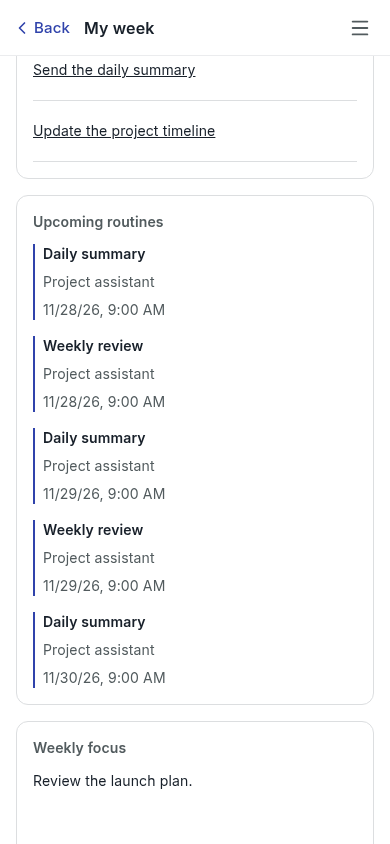 Back My week
Send the daily summary
Update the project timeline
Upcoming routines
Daily summary
Project assistant
11/28/26, 9:00 AM
Weekly review
Project assistant
11/28/26, 9:00 AM
Daily summary
Project assistant
11/29/26, 9:00 AM
Weekly review
Project assistant
11/29/26, 9:00 AM
Daily summary
Project assistant
11/30/26, 9:00 AM
Weekly focus
Review the launch plan.